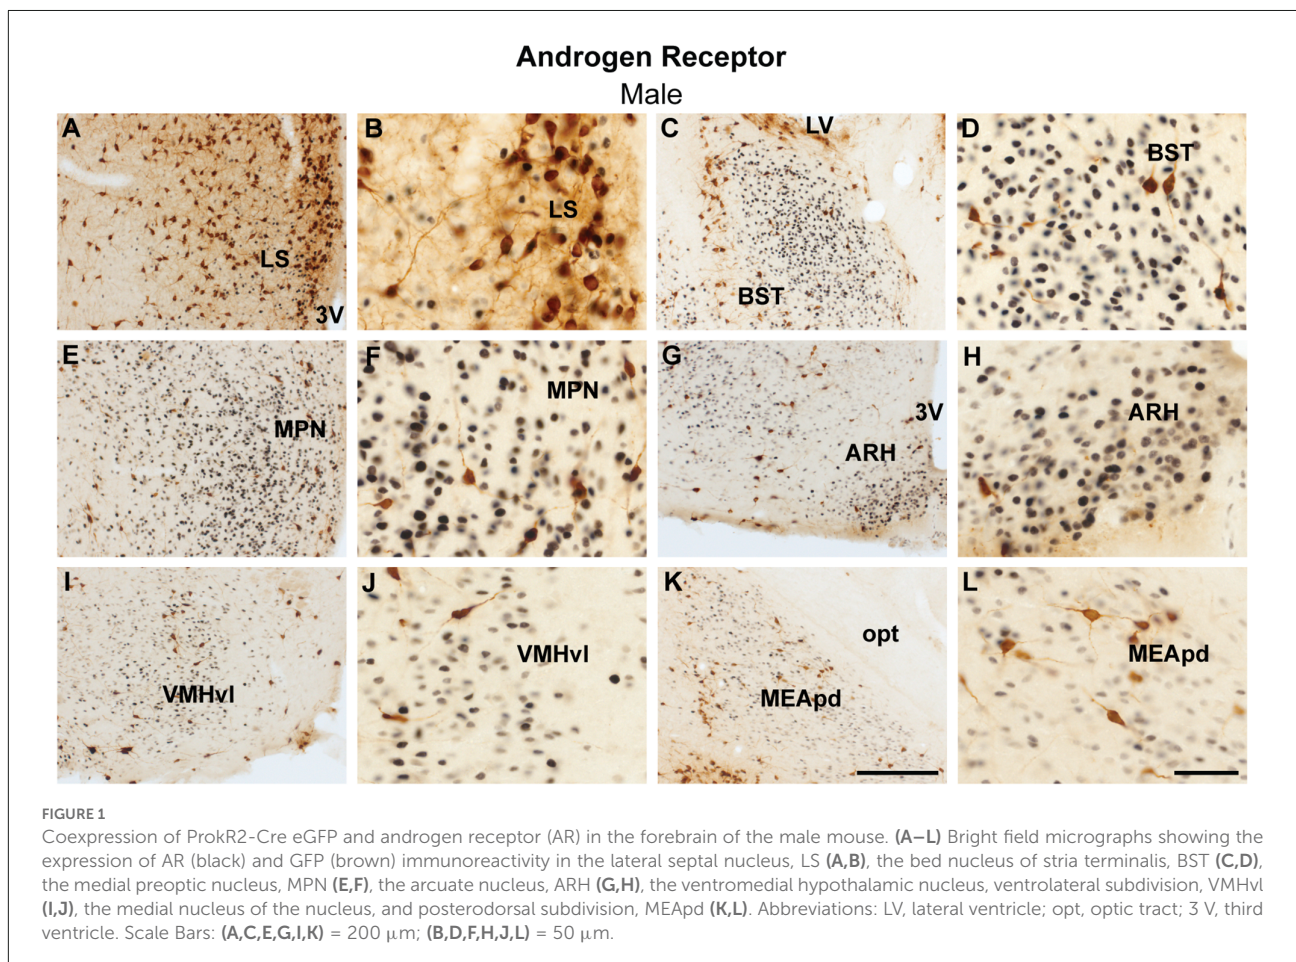 Androgen Receptor
Male
A
LS
3V
B
LS
C
LV
BST
D
BST
E
MPN
F
MPN
G
3V
ARH
H
ARH
I
VMHvl
J
VMHvl
K
opt
MEApd
L
MEApd
FIGURE 1
Coexpression of ProkR2-Cre eGFP and androgen receptor (AR) in the forebrain of the male mouse. (A–L) Bright field micrographs showing the
expression of AR (black) and GFP (brown) immunoreactivity in the lateral septal nucleus, LS (A,B), the bed nucleus of stria terminalis, BST (C,D),
the medial preoptic nucleus, MPN (E,F), the arcuate nucleus, ARH (G,H), the ventromedial hypothalamic nucleus, ventrolateral subdivision, VMHvl
(I,J), the medial nucleus of the nucleus, and posterodorsal subdivision, MEApd (K,L). Abbreviations: LV, lateral ventricle; opt, optic tract; 3 V, third
ventricle. Scale Bars: (A,C,E,G,I,K) = 200 μm; (B,D,F,H,J,L) = 50 μm.